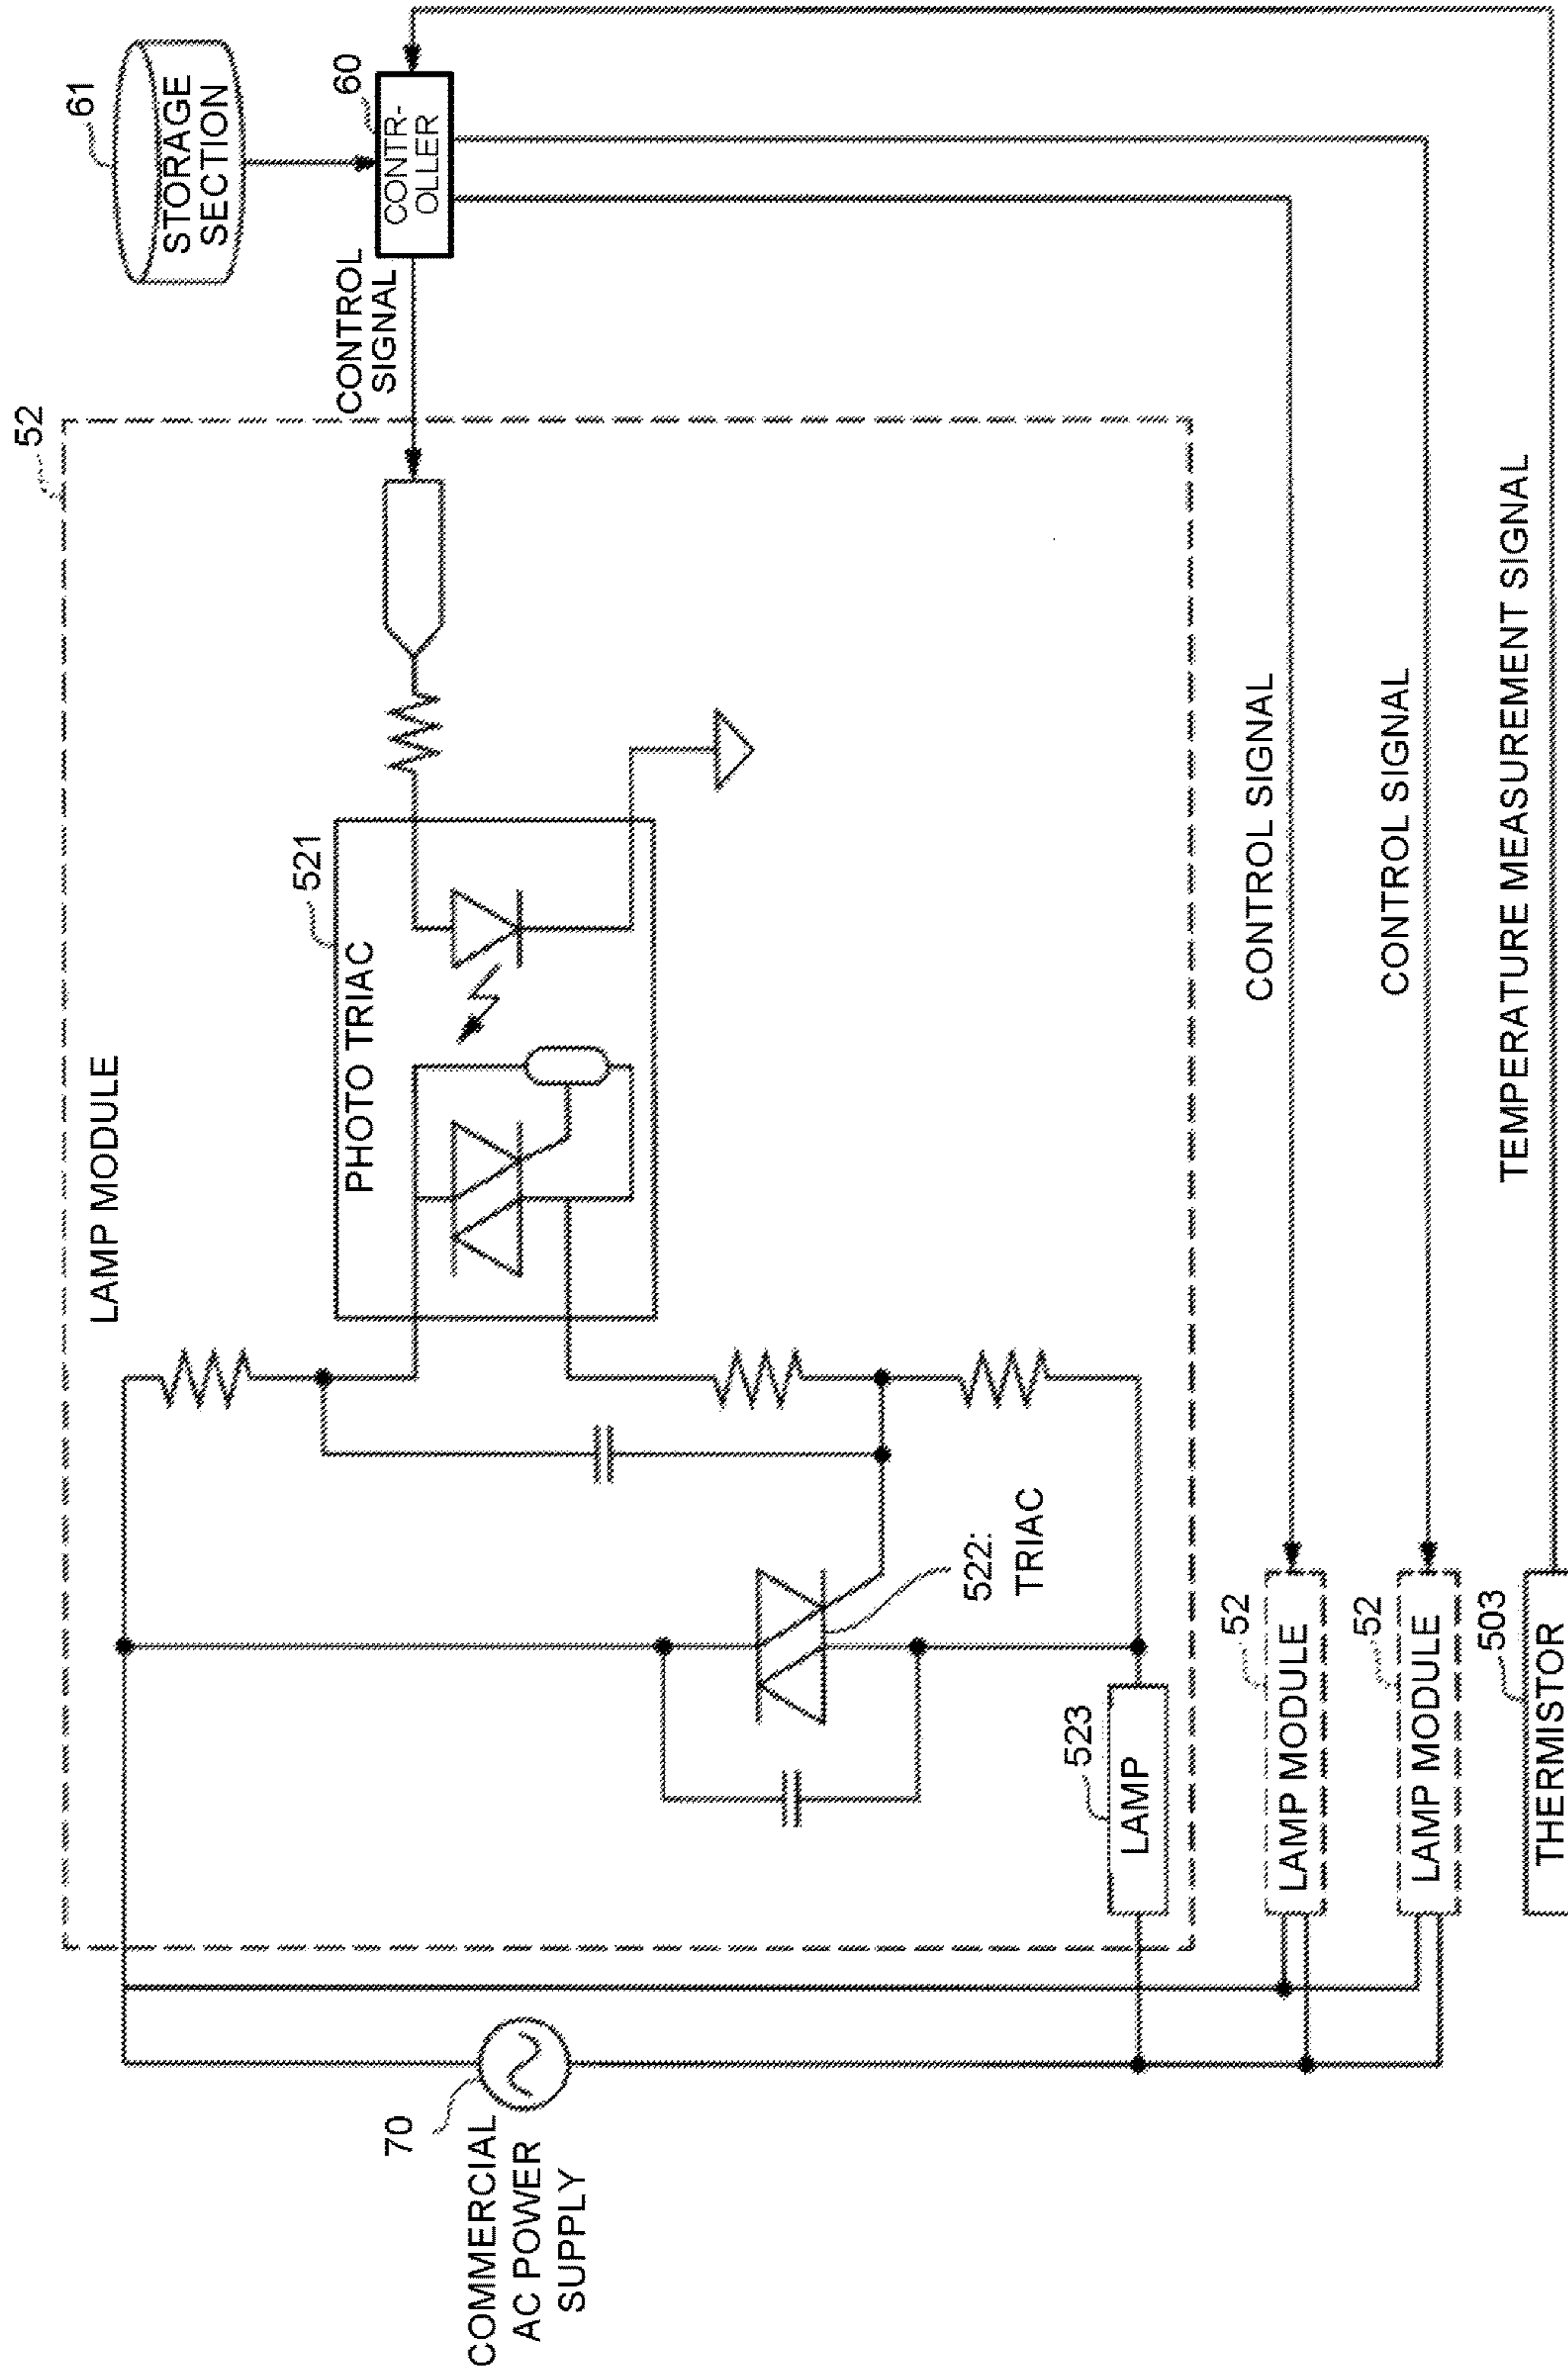 52
LAMP MODULE
61
STORAGE
SECTION
60
CONTR-
OLLER
CONTROL
SIGNAL
521
PHOTO TRIAC
522:
TRIAC
523
LAMP
70
COMMERCIAL
AC POWER
SUPPLY
52
LAMP MODULE
CONTROL SIGNAL
52
LAMP MODULE
CONTROL SIGNAL
503
THERMISTOR
TEMPERATURE MEASUREMENT SIGNAL